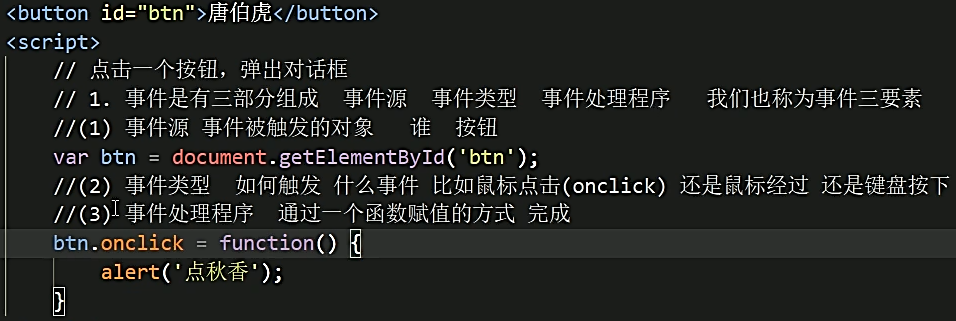 <button id="btn">唐伯虎</button>
<script>
// 点击一个按钮，弹出对话框
// 1. 事件是有三部分组成  事件源  事件类型  事件处理程序   我们也称为事件三要素
//(1) 事件源 事件被触发的对象   谁  按钮
var btn = document.getElementById('btn');
//(2) 事件类型  如何触发 什么事件 比如鼠标点击(onclick) 还是鼠标经过 还是键盘按下
//(3) 事件处理程序  通过一个函数赋值的方式 完成
btn.onclick = function() {
alert('点秋香');
}